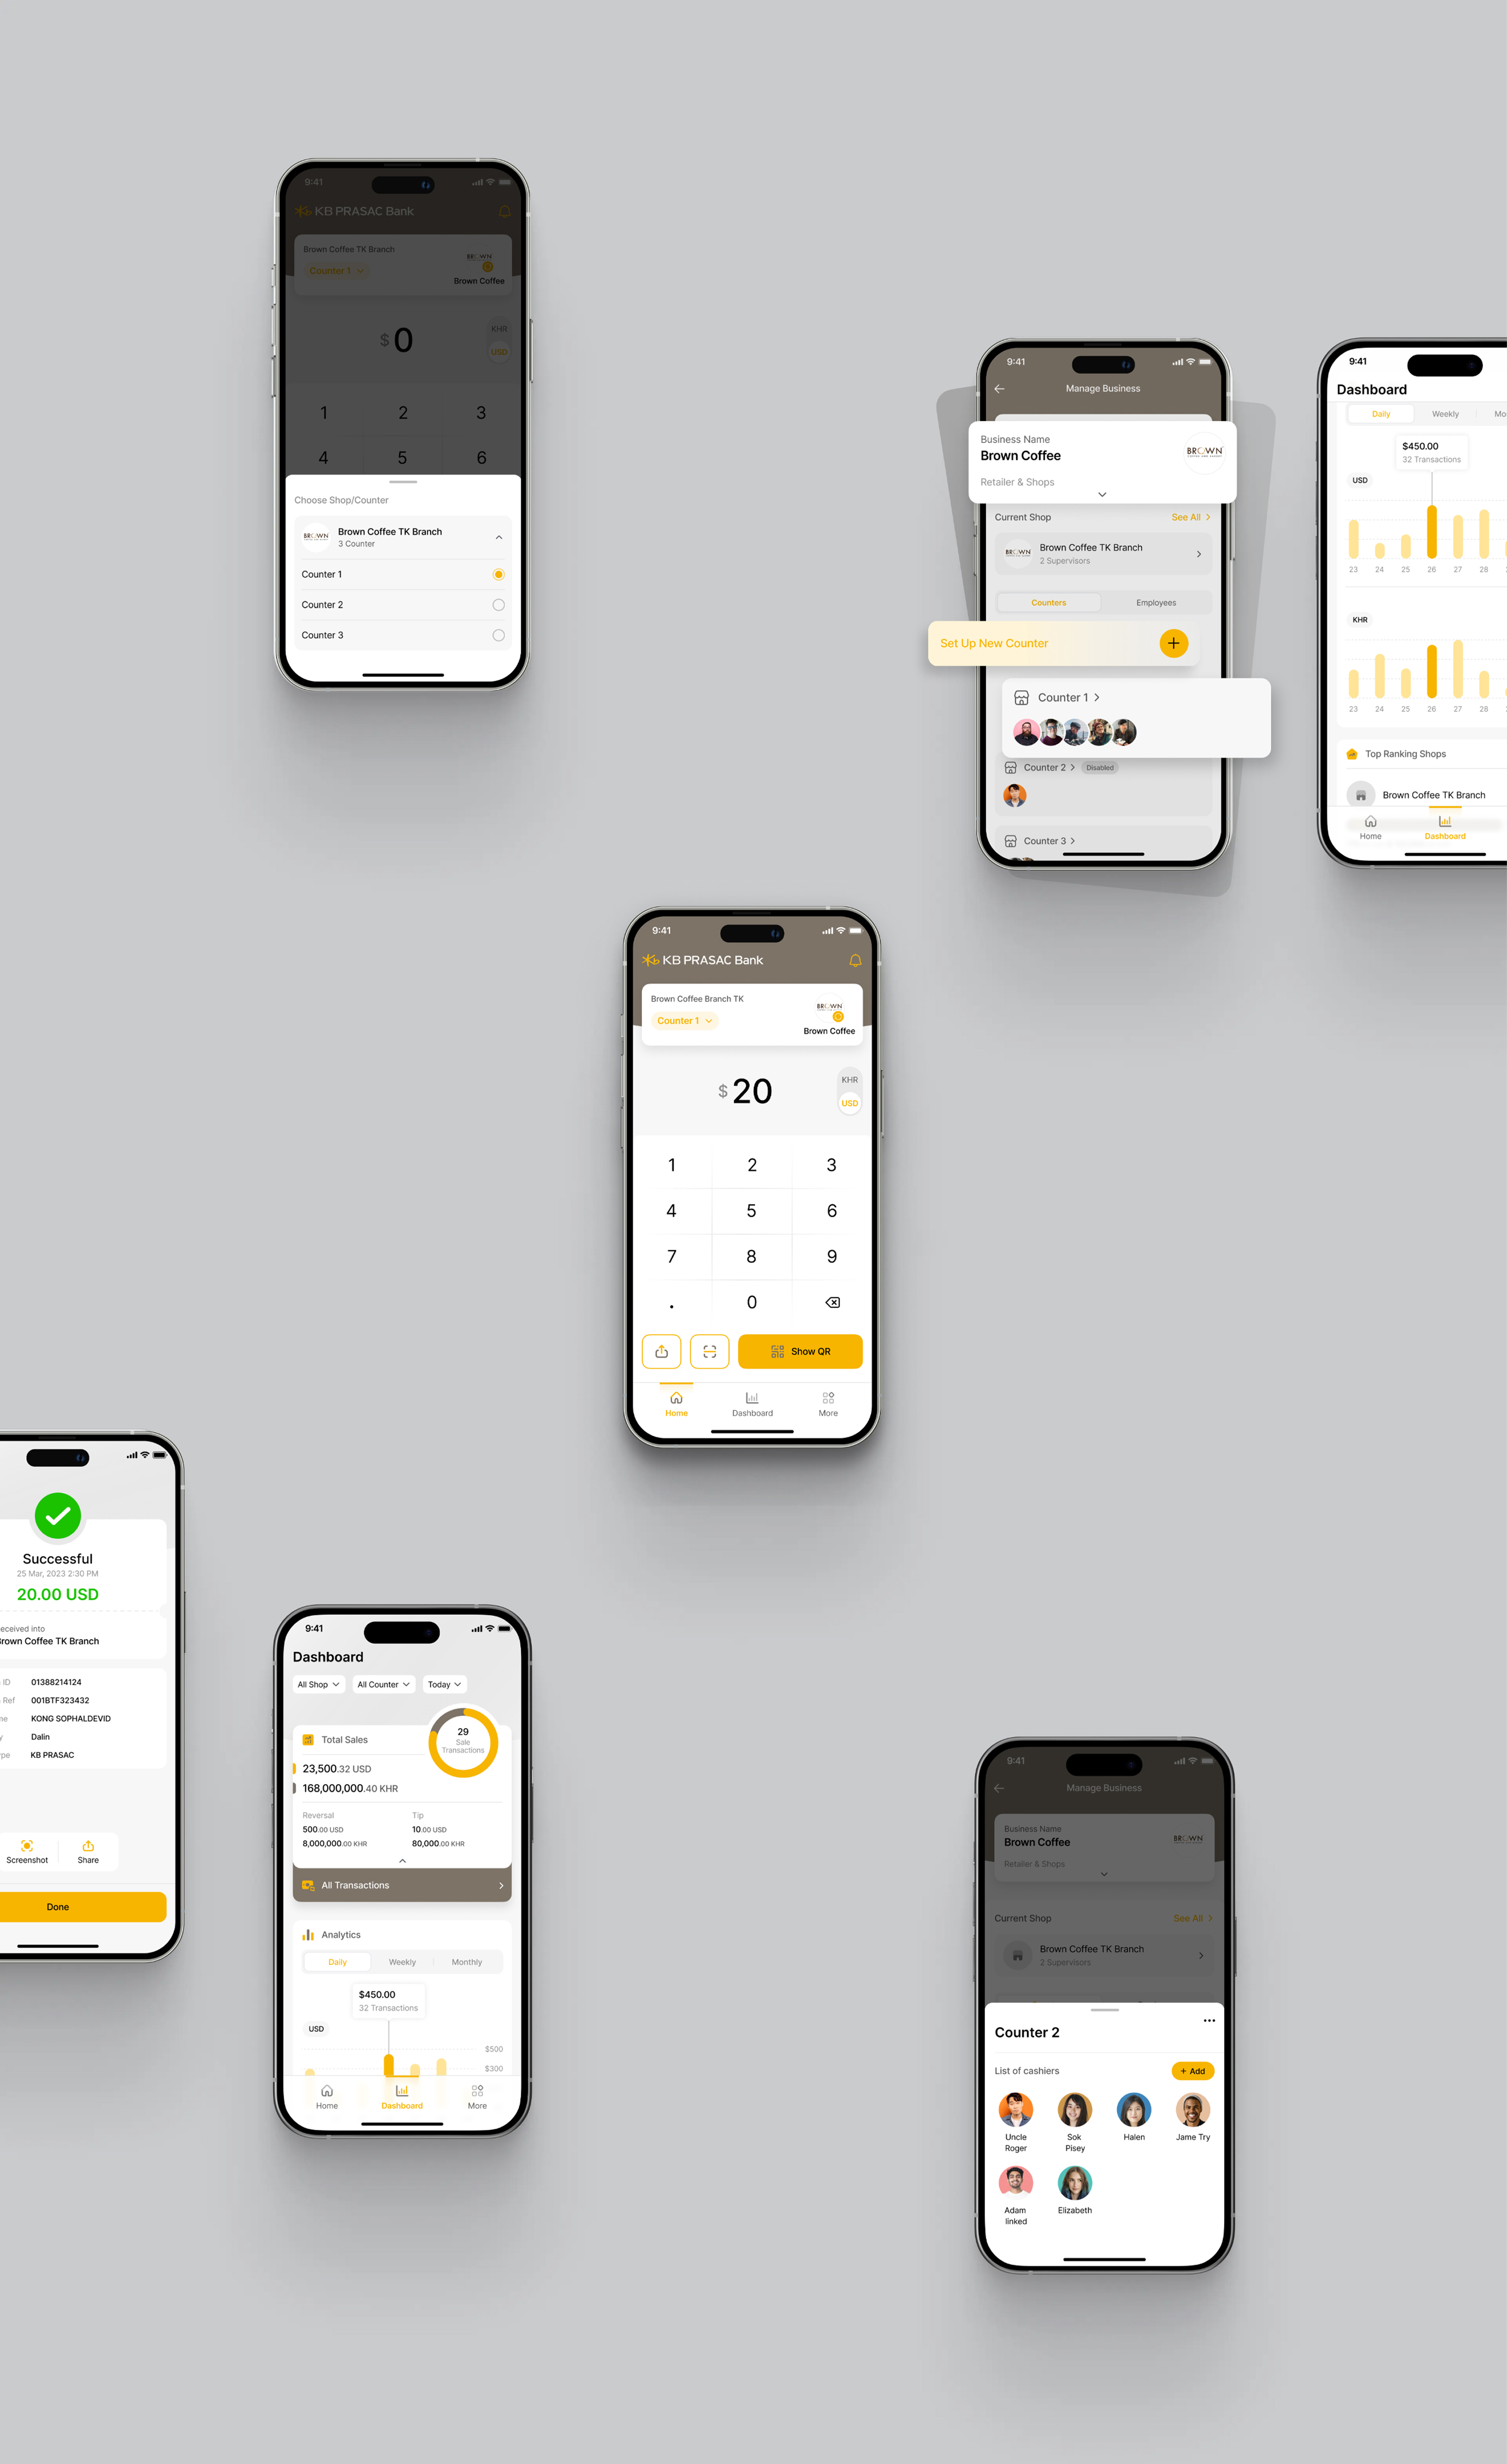 9:41
KB PRASAC Bank
Brown Coffee TK Branch
Counter 1
BROWN
Brown Coffee
$ 0
KHR
USD
1 2 3
4 5 6
Choose Shop/Counter
BROWN
Brown Coffee TK Branch
3 Counter
Counter 1
Counter 2
Counter 3
9:41
Manage Business
Business Name
Brown Coffee
BROWN
Retailer & Shops
Current Shop
See All
BROWN
Brown Coffee TK Branch
2 Supervisors
Counters
Employees
Set Up New Counter
Counter 1
Counter 2
Disabled
Counter 3
9:41
Dashboard
Daily
Weekly
Mo
$450.00
32 Transactions
USD
23 24 25 26 27 28
KHR
23 24 25 26 27 28
Top Ranking Shops
Brown Coffee TK Branch
Home
Dashboard
9:41
KB PRASAC Bank
Brown Coffee Branch TK
Counter 1
BROWN
Brown Coffee
$ 20
KHR
USD
1 2 3
4 5 6
7 8 9
. 0
Show QR
Home
Dashboard
More
Successful
25 Mar, 2023 2:30 PM
20.00 USD
eceived into
rown Coffee TK Branch
ID 01388214124
Ref 001BTF323432
me KONG SOPHALDEVID
y Dalin
ype KB PRASAC
Screenshot
Share
Done
9:41
Dashboard
All Shop
All Counter
Today
Total Sales
29
Sale
Transactions
23,500.32 USD
168,000,000.40 KHR
Reversal
Tip
500.00 USD
10.00 USD
8,000,000.00 KHR
80,000.00 KHR
All Transactions
Analytics
Daily
Weekly
Monthly
$450.00
32 Transactions
USD
$500
$300
Home
Dashboard
More
9:41
Manage Business
Business Name
Brown Coffee
BROWN
Retailer & Shops
Current Shop
See All
Brown Coffee TK Branch
2 Supervisors
Counter 2
List of cashiers
+ Add
Uncle
Roger
Sok
Pisey
Halen
Jame Try
Adam
linked
Elizabeth